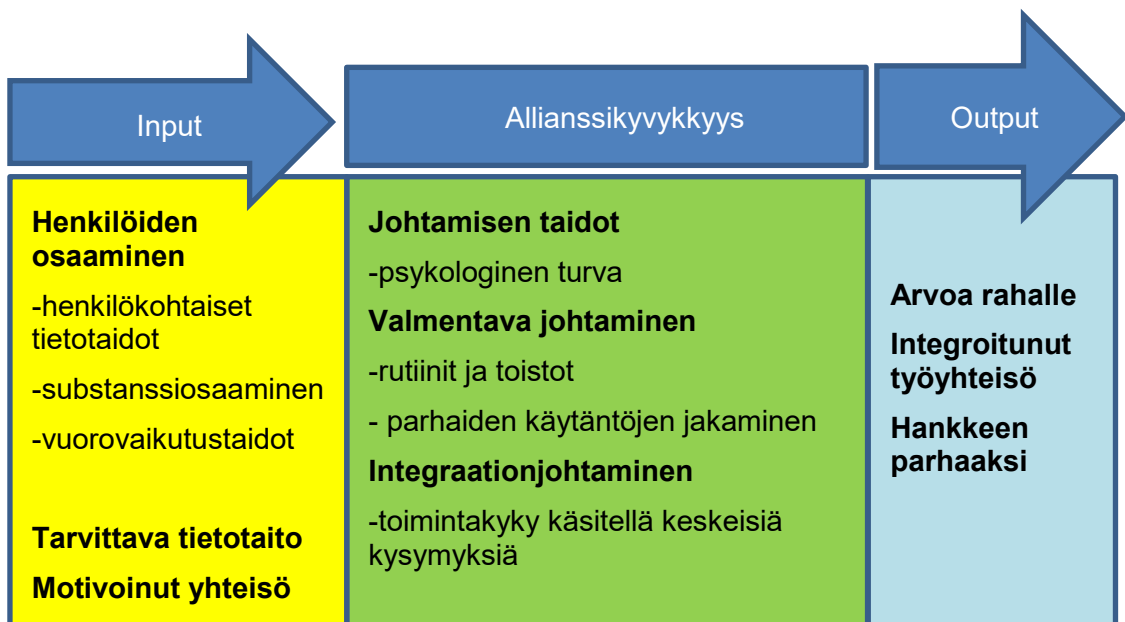 Input
Allianssikyvykkyys
Output
Henkilöiden
osaaminen
-henkilökohtaiset
tietotaidot
-substanssiosaaminen
-vuorovaikutustaidot
Tarvittava tietotaito
Motivoinut yhteisö
Johtamisen taidot
-psykologinen turva
Valmentava johtaminen
-rutiinit ja toistot
- parhaiden käytäntöjen jakaminen
Integraationjohtaminen
-toimintakyky käsitellä keskeisiä
kysymyksiä
Arvoa rahalle
Integroitunut
työyhteisö
Hankkeen
parhaaksi